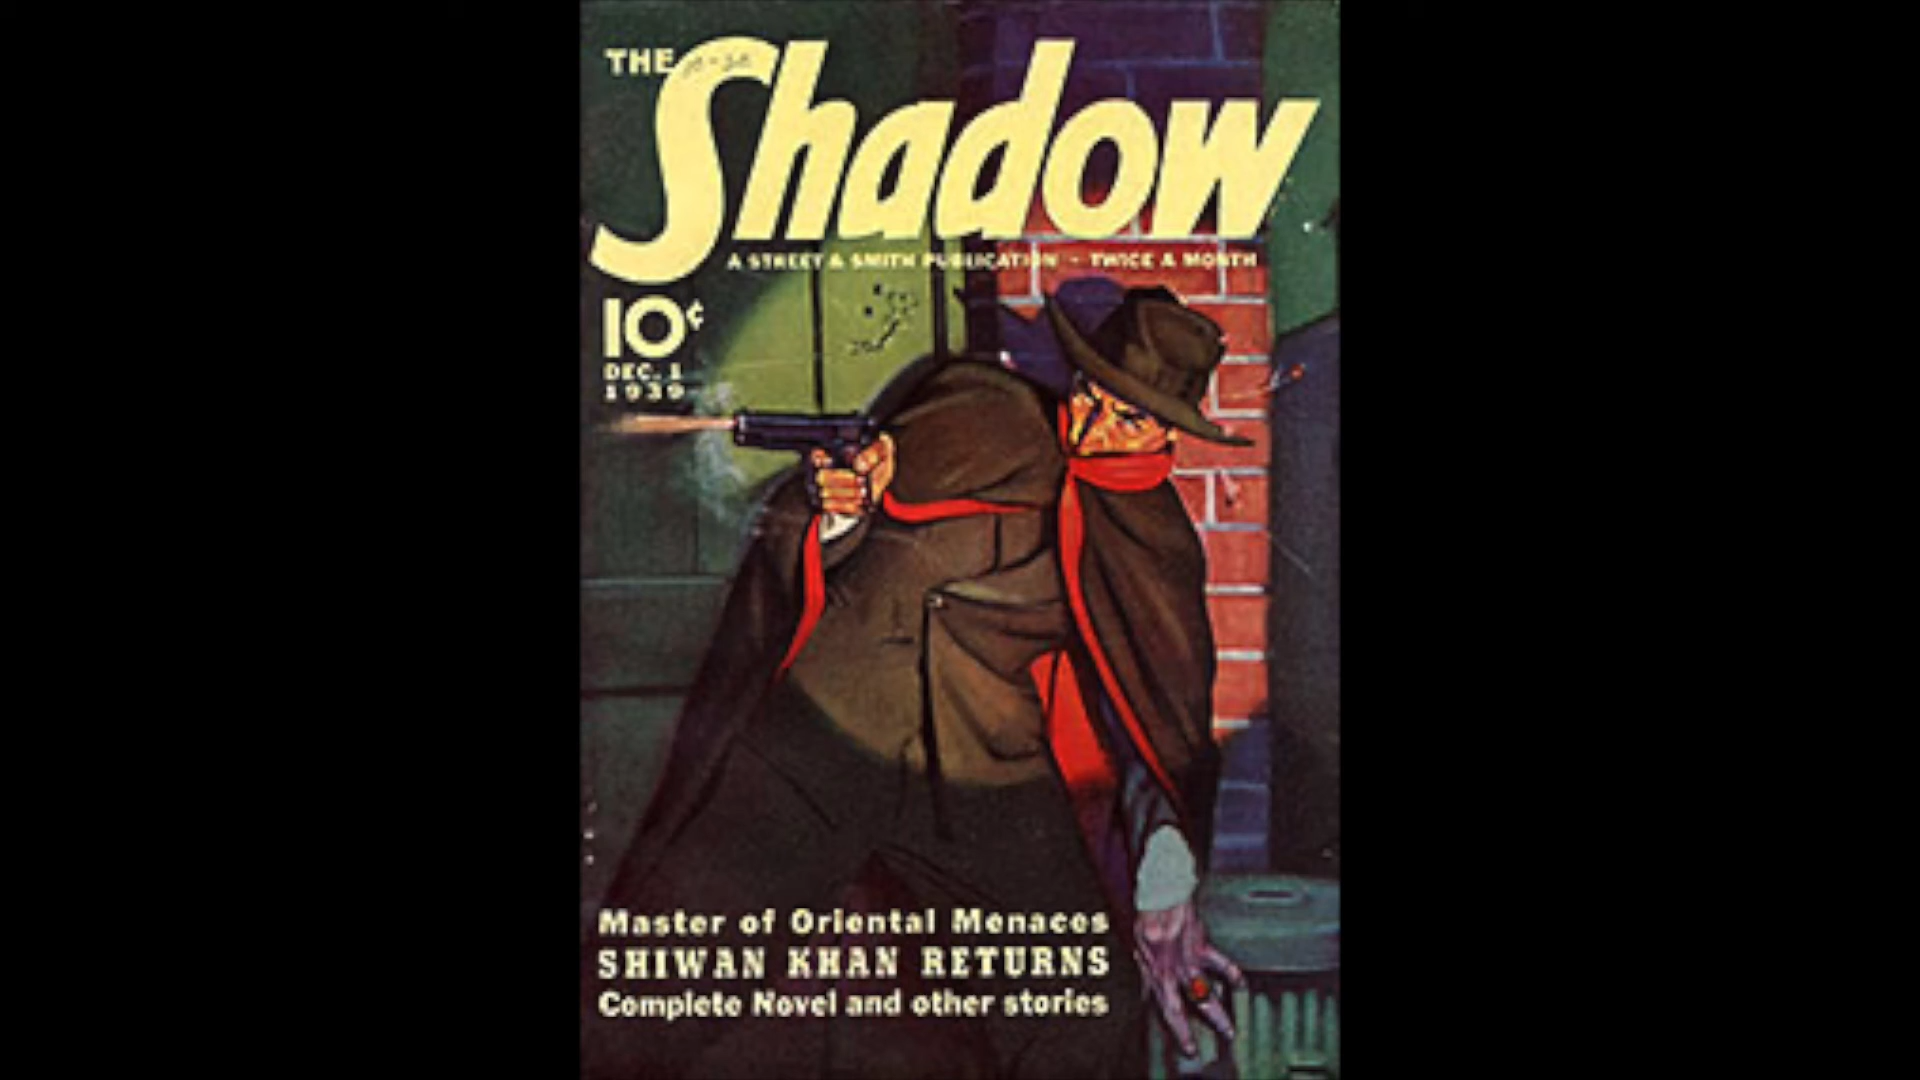 THE Shadow
A STREET & SMITH PUBLICATION - TWICE A MONTH
10¢
DEC. 1
1939
Master of Oriental Menaces
SHIWAN KHAN RETURNS
Complete Novel and other stories